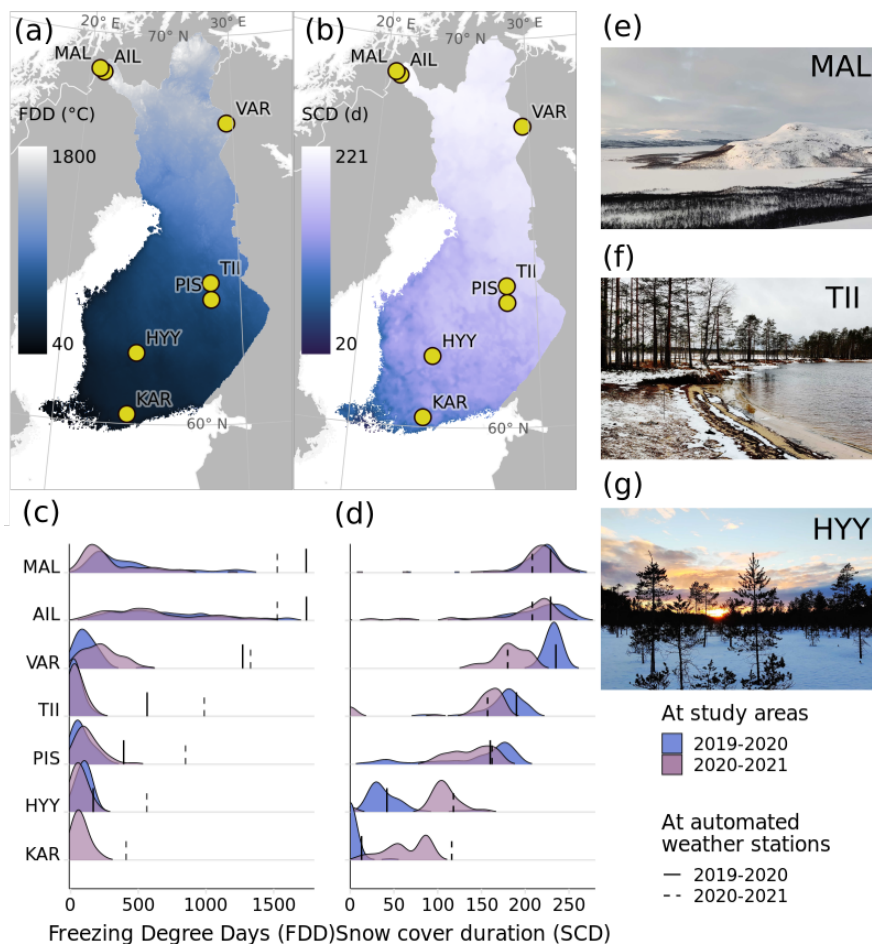 (a)
20° E
30° E
70° N
MAL
AIL
FDD (°C)
1800
VAR
TII
PIS
40
HYY
KAR
60° N
(b)
20° E
30° E
70° N
MAL
AIL
SCD (d)
221
VAR
TII
PIS
20
HYY
KAR
60° N
(e)
MAL
(f)
TII
(g)
HYY
(c)
(d)
MAL
AIL
VAR
TII
PIS
HYY
KAR
0
500
1000
1500
0
50
100
150
200
250
Freezing Degree Days (FDD)
Snow cover duration (SCD)
At study areas
2019-2020
2020-2021
At automated
weather stations
2019-2020
2020-2021